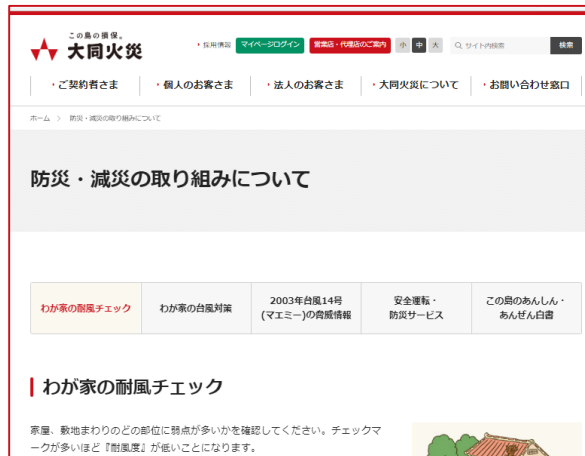 この島の損保。
大同火災
・採用情報 マイページログイン 営業店・代理店のご案内 小 中 大 サイト内検索 検索
・ご契約者さま ・個人のお客さま ・法人のお客さま ・大同火災について ・お問い合わせ窓口
ホーム > 防災・減災の取り組みについて
防災・減災の取り組みについて
わが家の耐風チェック わが家の台風対策 2003年台風14号 安全運転・ この島のあんしん・
(マエミー)の脅威情報 防災サービス あんぜん白書
わが家の耐風チェック
家屋、敷地まわりのどの部位に弱点が多いかを確認してください。チェックマ
ークが多いほど『耐風度』が低いことになります。